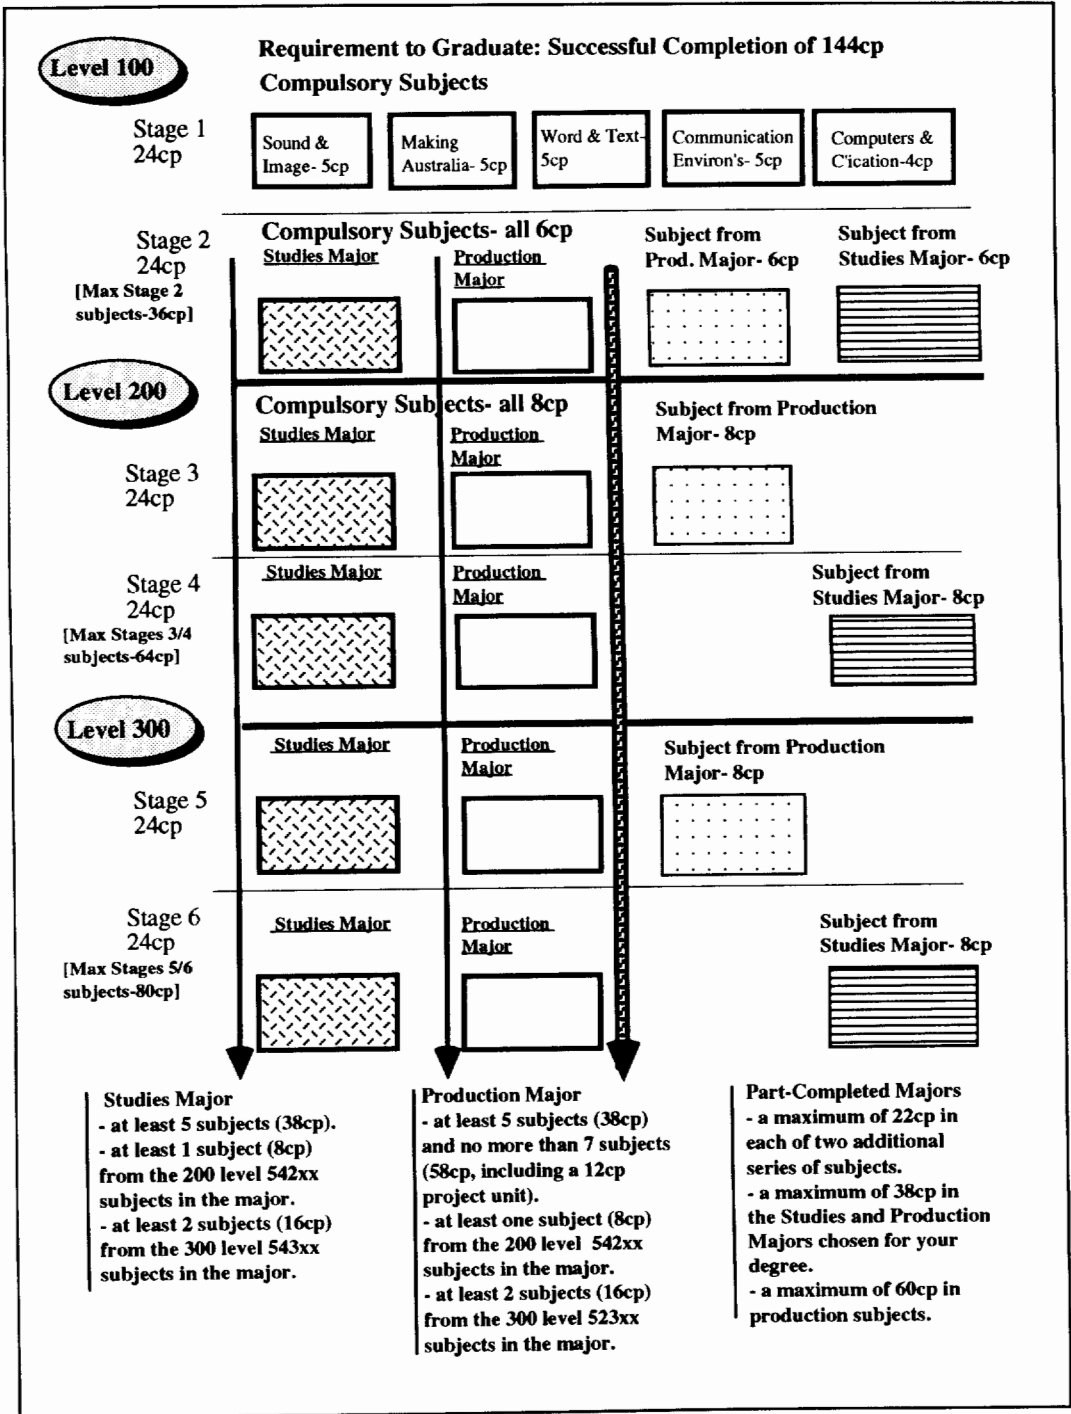 Requirement to Graduate: Successful Completion of 144cp
Level 100
Compulsory Subjects
Stage 1
24cp
Sound &
Image- 5cp
Making
Australia- 5cp
Word & Text-
5cp
Communication
Environ's- 5cp
Computers &
C'ication-4cp
Stage 2
24cp
[Max Stage 2
subjects-36cp]
Compulsory Subjects- all 6cp
Studies Major
Production
Major
Subject from
Prod. Major- 6cp
Subject from
Studies Major- 6cp
Level 200
Compulsory Subjects- all 8cp
Studies Major
Production
Major
Subject from Production
Major- 8cp
Stage 3
24cp
Stage 4
24cp
[Max Stages 3/4
subjects-64cp]
Studies Major
Production
Major
Subject from
Studies Major- 8cp
Level 300
Studies Major
Production
Major
Subject from Production
Major- 8cp
Stage 5
24cp
Stage 6
24cp
[Max Stages 5/6
subjects-80cp]
Studies Major
Production
Major
Subject from
Studies Major- 8cp
Studies Major
- at least 5 subjects (38cp).
- at least 1 subject (8cp)
from the 200 level 542xx
subjects in the major.
- at least 2 subjects (16cp)
from the 300 level 543xx
subjects in the major.
Production Major
- at least 5 subjects (38cp)
and no more than 7 subjects
(58cp, including a 12cp
project unit).
- at least one subject (8cp)
from the 200 level 542xx
subjects in the major.
- at least 2 subjects (16cp)
from the 300 level 523xx
subjects in the major.
Part-Completed Majors
- a maximum of 22cp in
each of two additional
series of subjects.
- a maximum of 38cp in
the Studies and Production
Majors chosen for your
degree.
- a maximum of 60cp in
production subjects.